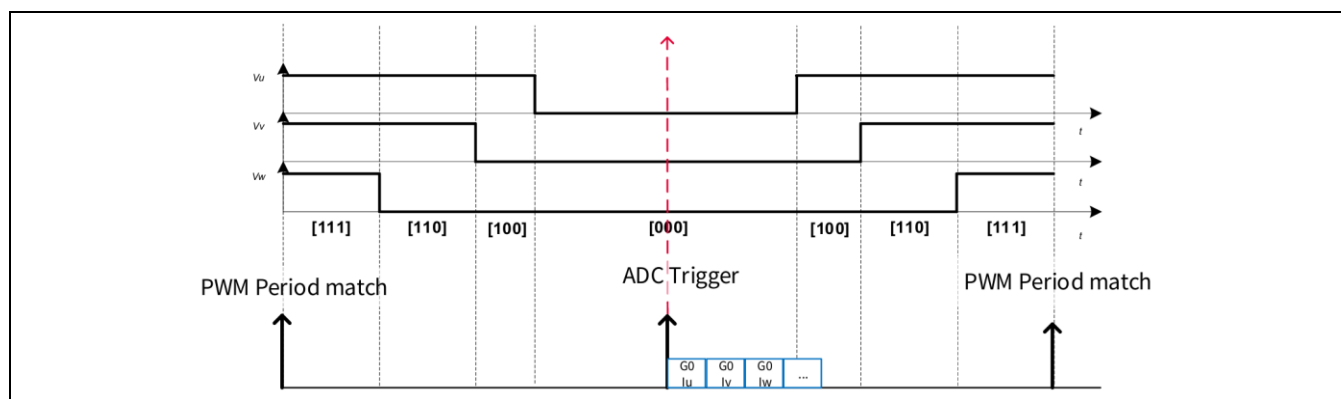 Vu
Vv
t
Vw
t
[111] [110] [100] [000] [100] [110] [111]
t
ADC Trigger
PWM Period match
PWM Period match
G0 G0 G0
Iu Iv Iw ...